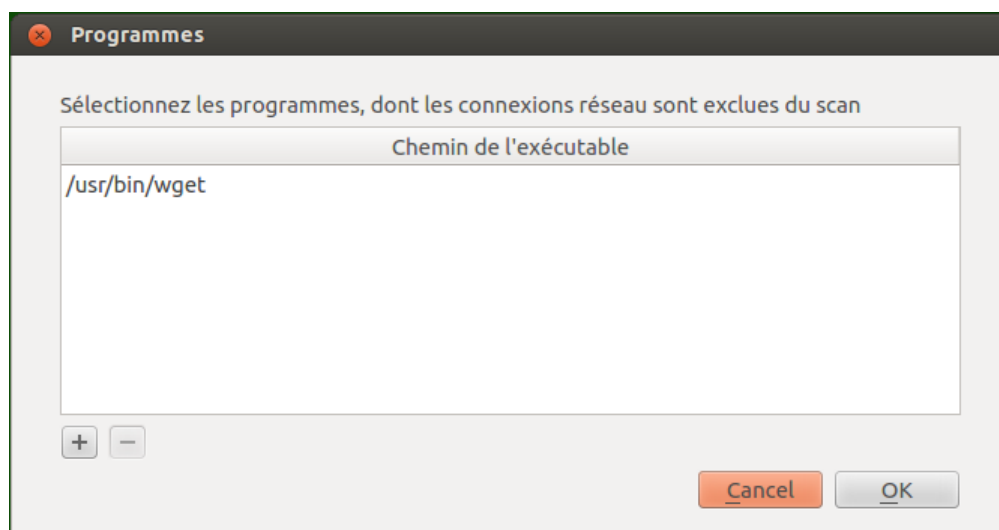 Programmes
Sélectionnez les programmes, dont les connexions réseau sont exclues du scan
Chemin de l'exécutable
/usr/bin/wget
Cancel
OK